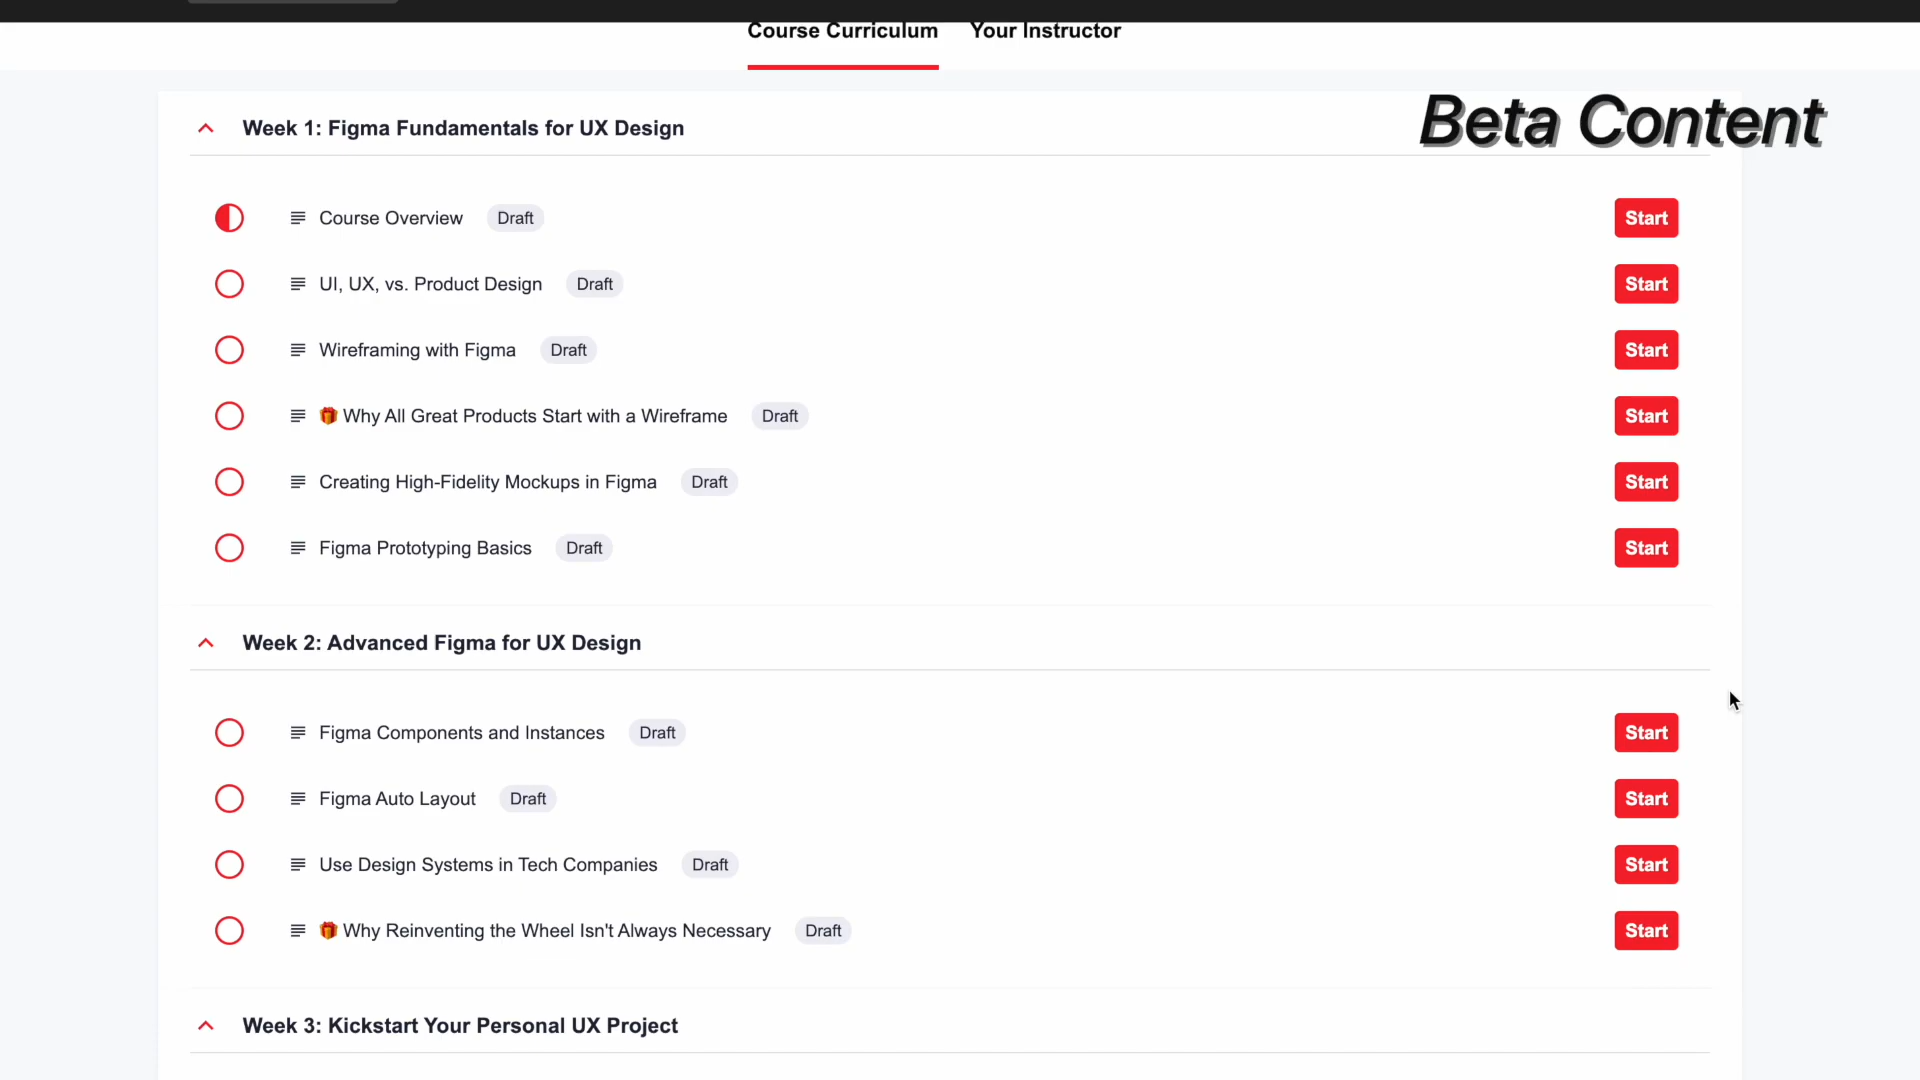 Course Curriculum Your Instructor
Beta Content
Week 1: Figma Fundamentals for UX Design
Course Overview Draft Start
UI, UX, vs. Product Design Draft Start
Wireframing with Figma Draft Start
Why All Great Products Start with a Wireframe Draft Start
Creating High-Fidelity Mockups in Figma Draft Start
Figma Prototyping Basics Draft Start
Week 2: Advanced Figma for UX Design
Figma Components and Instances Draft Start
Figma Auto Layout Draft Start
Use Design Systems in Tech Companies Draft Start
Why Reinventing the Wheel Isn't Always Necessary Draft Start
Week 3: Kickstart Your Personal UX Project